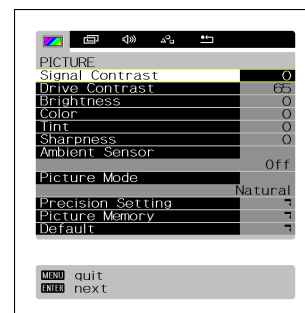 PICTURE
Signal Contrast 0
Drive Contrast 65
Brightness 0
Color 0
Tint 0
Sharpness 0
Ambient Sensor
Off
Picture Mode
Natural
Precision Setting
Picture Memory
Default
MENU quit
ENTER next